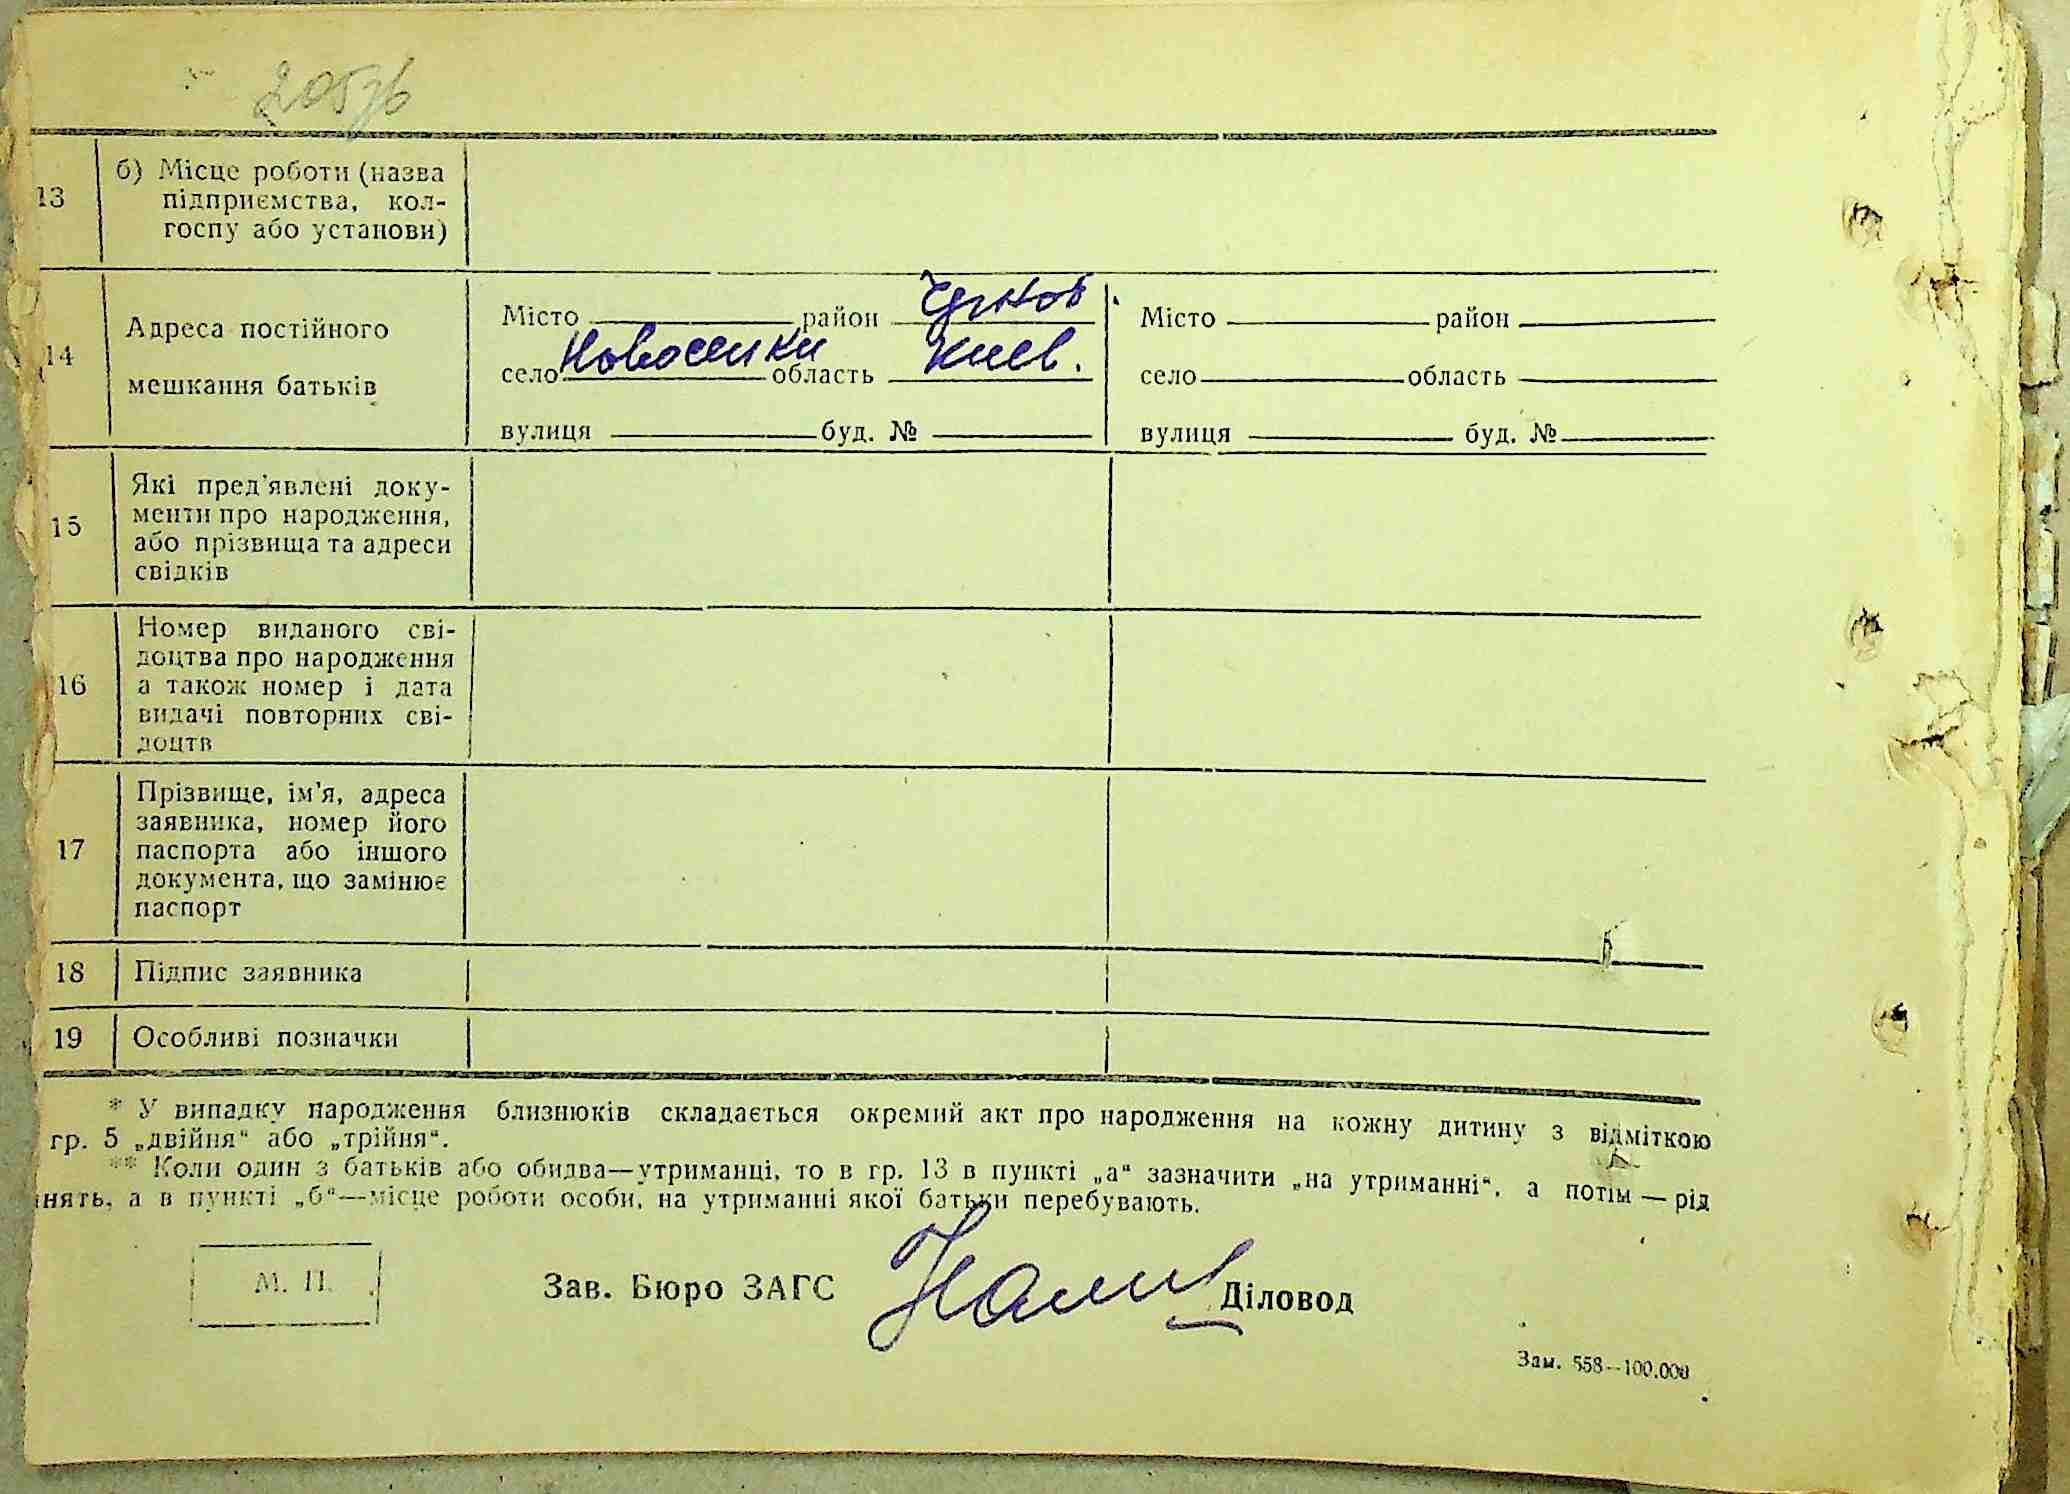 205зв
13 б) Місце роботи (назва
підприємства, кол-
госпу або установи)
14 Адреса постійного
мешкання батьків
Місто район
село Новоселки область Киев.
вулиця буд. №
Місто район
село область
вулиця буд. №
15 Які пред'явлені доку-
менти про народження,
або прізвища та адреси
свідків
16 Номер виданого сві-
доцтва про народження
а також номер і дата
видачі повторних сві-
доцтв
17 Прізвище, ім'я, адреса
заявника, номер його
паспорта або іншого
документа, що замінює
паспорт
18 Підпис заявника
19 Особливі позначки
* У випадку народження близнюків складається окремий акт про народження на кожну дитину з відміткою
гр. 5 „двійня“ або „трійня“.
** Коли один з батьків або обидва—утриманці, то в гр. 13 в пункті „а“ зазначити „на утриманні“, а потім — рід
нять, а в пункті „б“—місце роботи особи, на утриманні якої батьки перебувають.
М. П.
Зав. Бюро ЗАГС
Діловод
Зам. 558—100.000